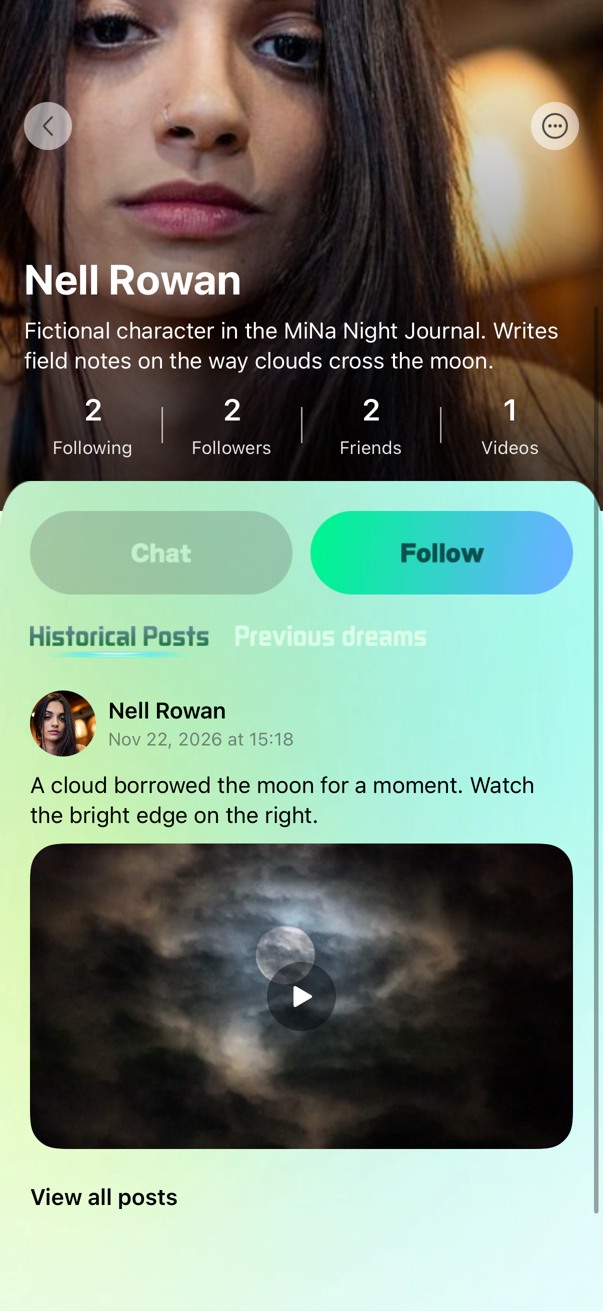 Nell Rowan
Fictional character in the MiNa Night Journal. Writes
field notes on the way clouds cross the moon.
2 2 2 1
Following Followers Friends Videos
Chat Follow
Historical Posts Previous dreams
Nell Rowan
Nov 22, 2026 at 15:18
A cloud borrowed the moon for a moment. Watch
the bright edge on the right.
View all posts